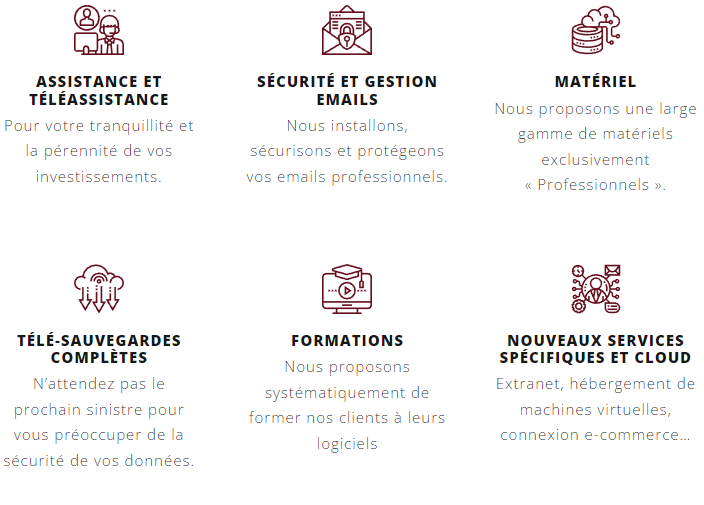 ASSISTANCE ET
TÉLÉASSISTANCE
Pour votre tranquillité et
la pérennité de vos
investissements.
SÉCURITÉ ET GESTION
EMAILS
Nous installons,
sécurisons et protégeons
vos emails professionnels.
MATÉRIEL
Nous proposons une large
gamme de matériels
exclusivement
« Professionnels ».
TÉLÉ-SAUVEGARDES
COMPLÈTES
N’attendez pas le
prochain sinistre pour
vous préoccuper de la
sécurité de vos données.
FORMATIONS
Nous proposons
systématiquement de
former nos clients à leurs
logiciels
NOUVEAUX SERVICES
SPÉCIFIQUES ET CLOUD
Extranet, hébergement de
machines virtuelles,
connexion e-commerce…